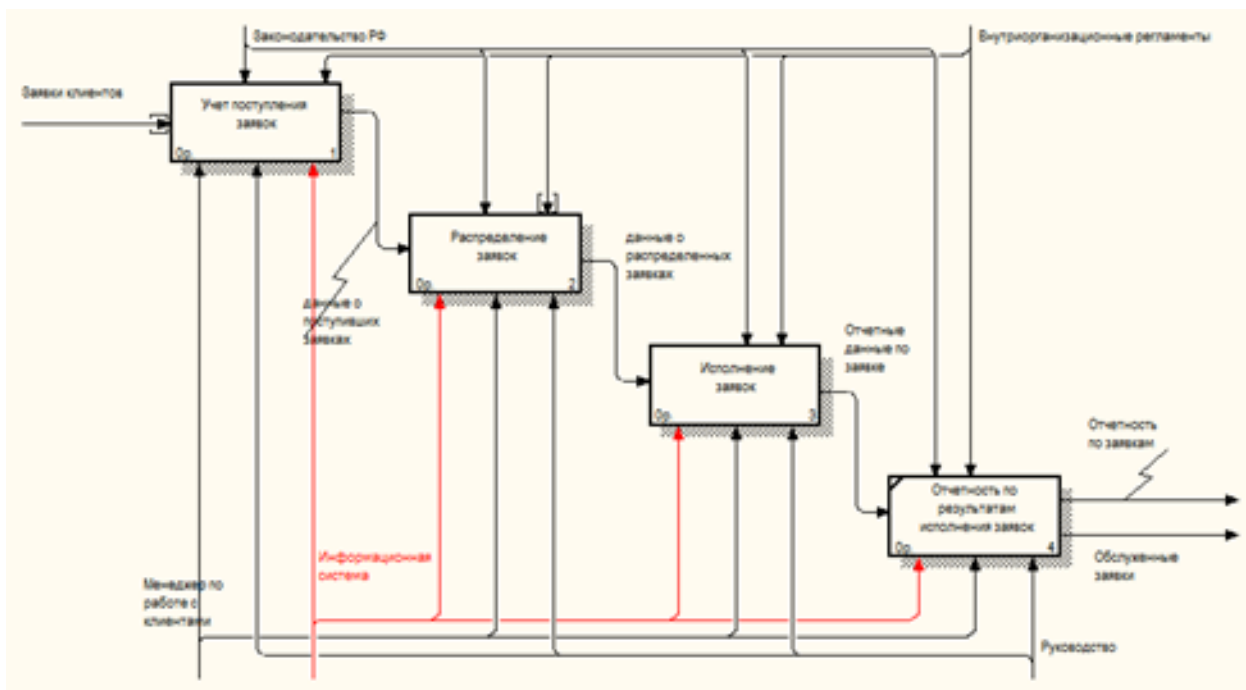 Законодательство РФ
Внутриорганизационные регламенты
Заявки клиентов
Учет поступления
заявок
0р.
1
Распределение
заявок
0р.
2
данные о
распределенных
заявках
данные о
поступивших
заявках
Исполнение
заявок
0р.
3
Отчетные
данные по
заявке
Отчетность
по заявкам
Отчетность по
результатам
исполнения заявок
0р.
4
Обслуженные
заявки
Информационная
система
Менеджер по
работе с
клиентами
Руководство